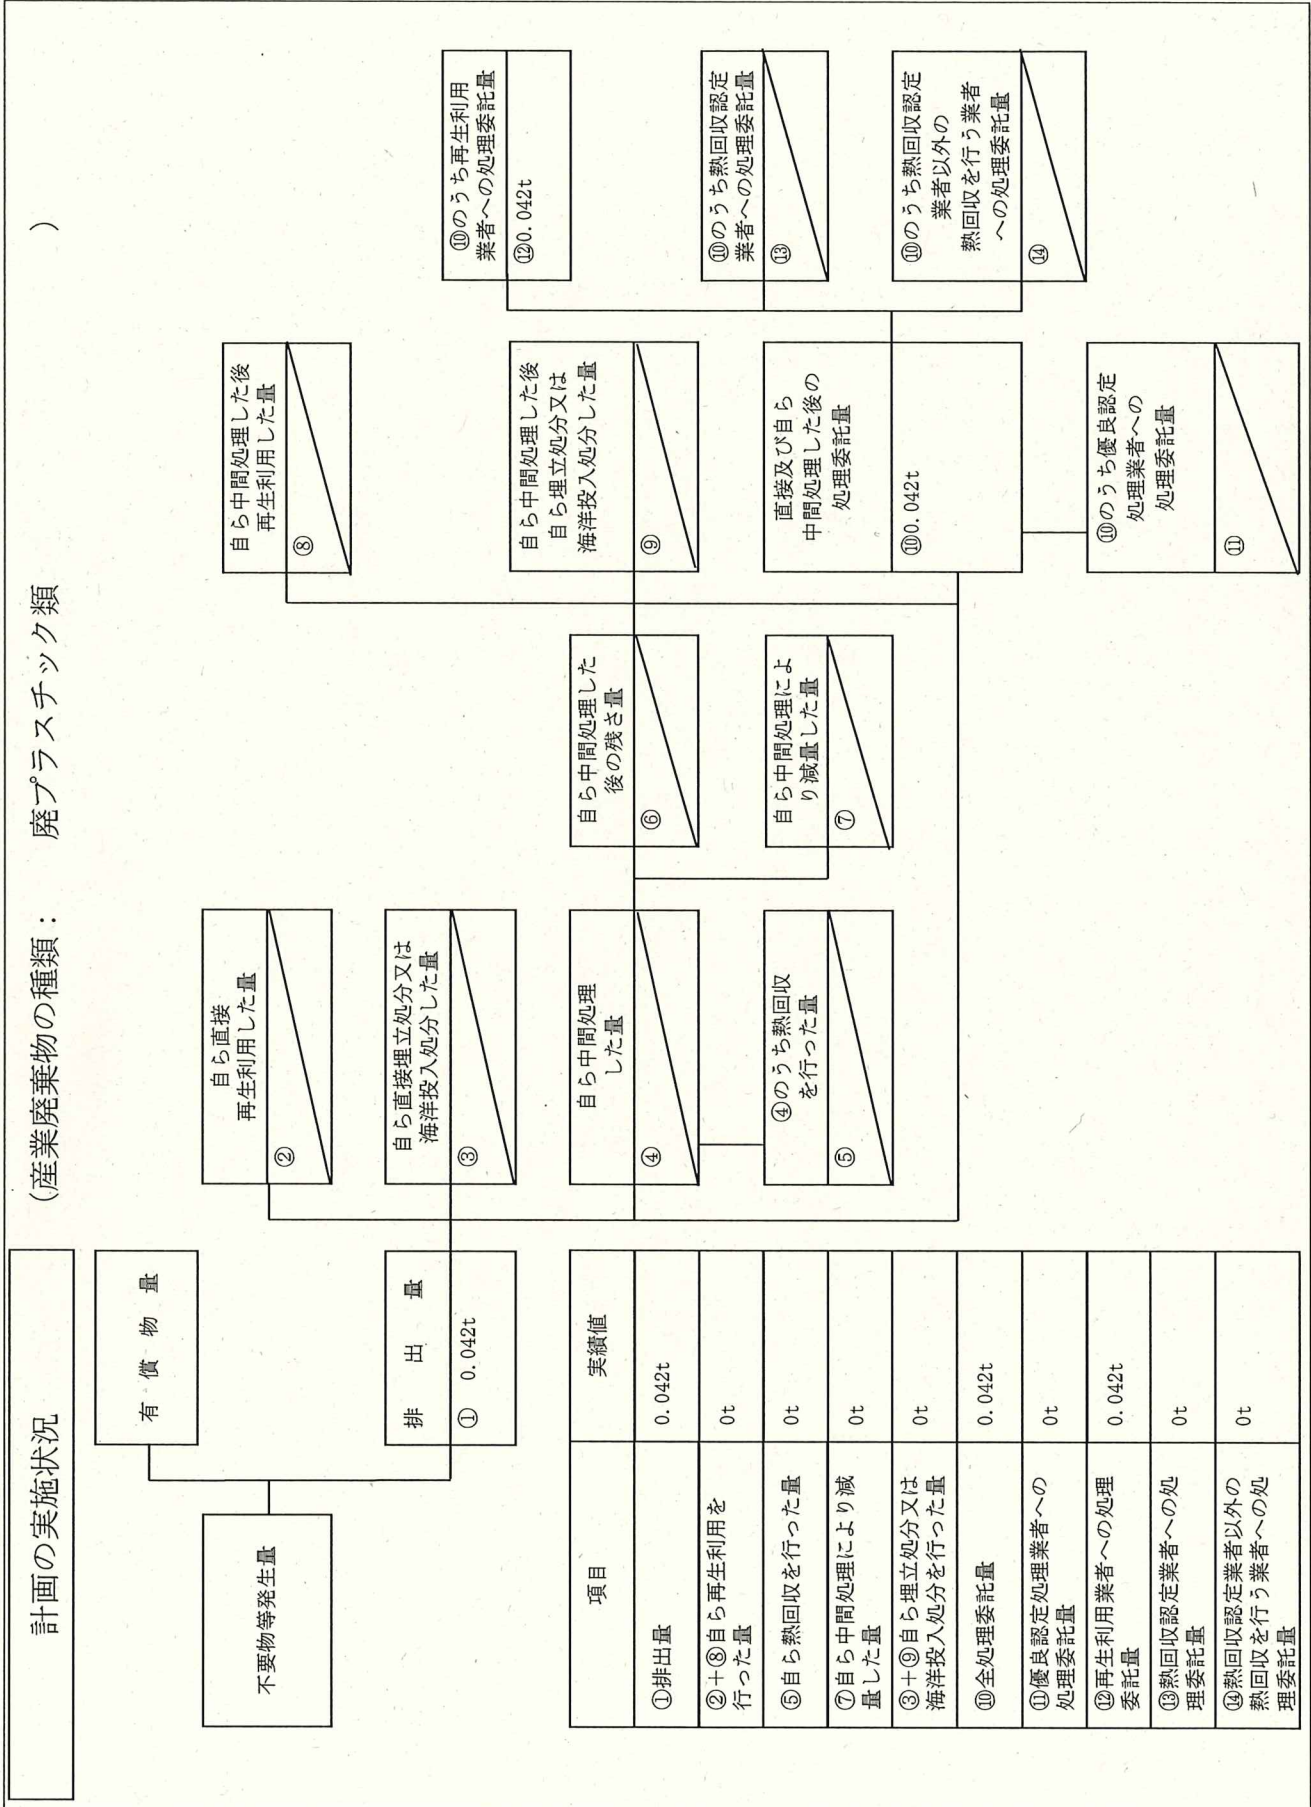 計画の実施状況
(産業廃棄物の種類： 廃プラスチック類 )
不要物等発生量
有償物量
排出量
① 0.042t
自ら直接
再生利用した量
②
自ら直接埋立処分又は
海洋投入処分した量
③
自ら中間処理
した量
④
④のうち熱回収
を行った量
⑤
自ら中間処理した
後の残さ量
⑥
自ら中間処理によ
り減量した量
⑦
自ら中間処理した後
再生利用した量
⑧
自ら中間処理した後
自ら埋立処分又は
海洋投入処分した量
⑨
直接及び自ら
中間処理した後の
処理委託量
⑩0.042t
⑩のうち優良認定
処理業者への
処理委託量
⑪
⑩のうち再生利用
業者への処理委託量
⑫0.042t
⑩のうち熱回収認定
業者への処理委託量
⑬
⑩のうち熱回収認定
業者以外の
熱回収を行う業者
への処理委託量
⑭
項目 実績値
①排出量 0.042t
②＋⑧自ら再生利用を
行った量 0t
⑤自ら熱回収を行った量 0t
⑦自ら中間処理により減
量した量 0t
③＋⑨自ら埋立処分又は
海洋投入処分を行った量 0t
⑩全処理委託量 0.042t
⑪優良認定処理業者への
処理委託量 0t
⑫再生利用業者への処理
委託量 0.042t
⑬熱回収認定業者への処
理委託量 0t
⑭熱回収認定業者以外の
熱回収を行う業者への処
理委託量 0t